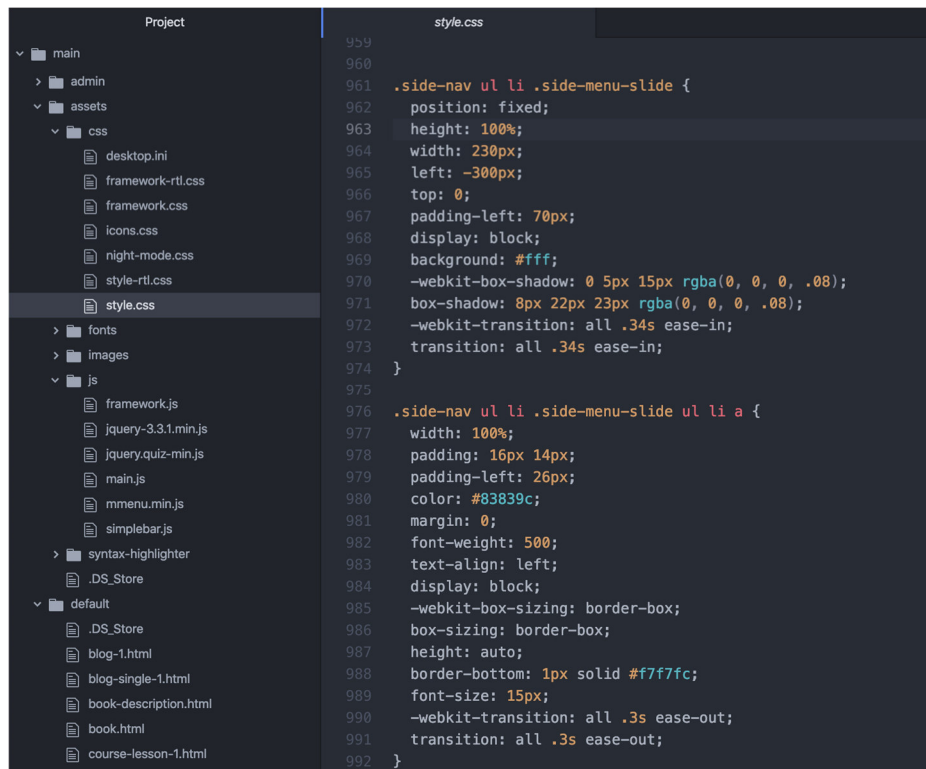 Project
main
admin
assets
css
desktop.ini
framework-rtl.css
framework.css
icons.css
night-mode.css
style-rtl.css
style.css
fonts
images
js
framework.js
jquery-3.3.1.min.js
jquery.quiz-min.js
main.js
mmenu.min.js
simplebar.js
syntax-highlighter
.DS_Store
default
.DS_Store
blog-1.html
blog-single-1.html
book-description.html
book.html
course-lesson-1.html
style.css
959
960
961 .side-nav ul li .side-menu-slide {
962 position: fixed;
963 height: 100%;
964 width: 230px;
965 left: -300px;
966 top: 0;
967 padding-left: 70px;
968 display: block;
969 background: #fff;
970 -webkit-box-shadow: 0 5px 15px rgba(0, 0, 0, .08);
971 box-shadow: 8px 22px 23px rgba(0, 0, 0, .08);
972 -webkit-transition: all .34s ease-in;
973 transition: all .34s ease-in;
974 }
975
976 .side-nav ul li .side-menu-slide ul li a {
977 width: 100%;
978 padding: 16px 14px;
979 padding-left: 26px;
980 color: #83839c;
981 margin: 0;
982 font-weight: 500;
983 text-align: left;
984 display: block;
985 -webkit-box-sizing: border-box;
986 box-sizing: border-box;
987 height: auto;
988 border-bottom: 1px solid #f7f7fc;
989 font-size: 15px;
990 -webkit-transition: all .3s ease-out;
991 transition: all .3s ease-out;
992 }